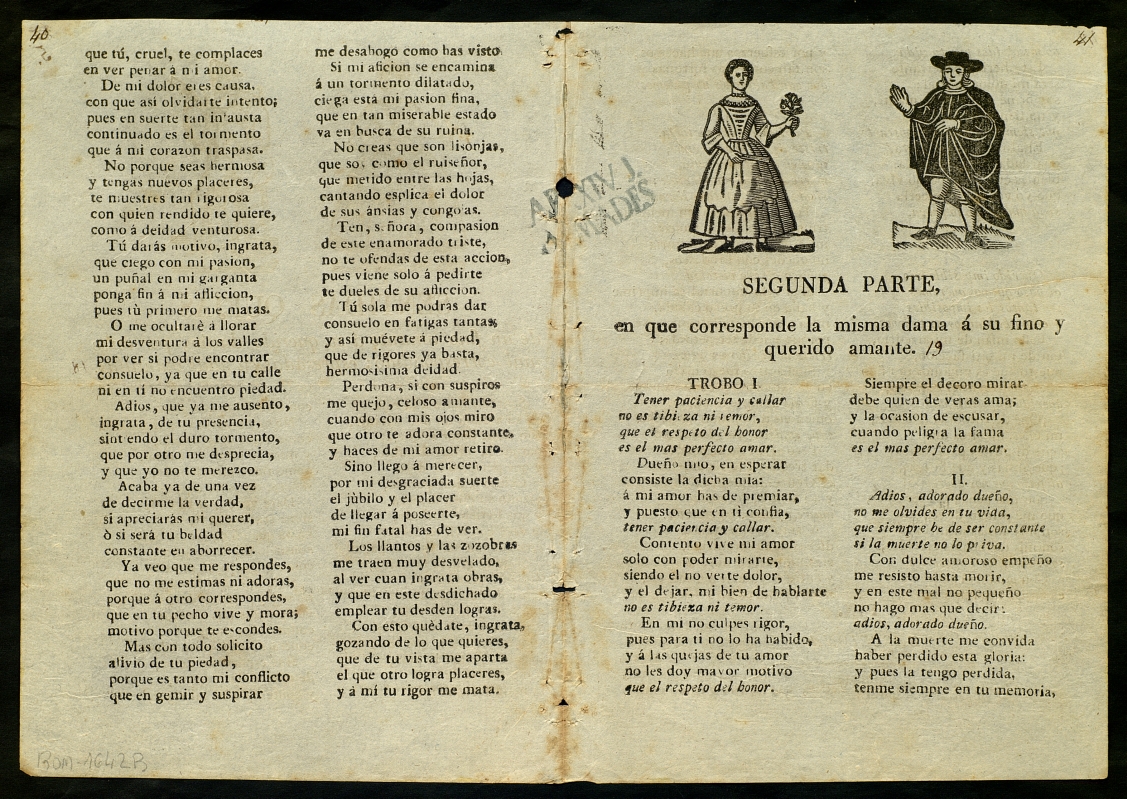 40
que tú, cruel, te complaces
en ver penar á mi amor.
De mi dolor eres causa,
con que asi olvidarte intento;
pues en suerte tan infausta
continuado es el tormento
que á mi corazon traspasa.
No porque seas hermosa
y tengas nuevos placeres,
te muestres tan rigorosa
con quien rendido te quiere,
como á deidad venturosa.
Tú darás motivo, ingrata,
que ciego con mi pasion,
un puñal en mi garganta
ponga fin á mi afliccion,
pues tù primero me matas.
O me ocultarè á llorar
mi desventura á los valles
por ver si podre encontrar
consuelo, ya que en tu calle
ni en tí no encuentro piedad.
Adios, que ya me ausento,
ingrata, de tu presencia,
sintiendo el duro tormento,
que por otro me desprecia,
y que yo no te merezco.
Acaba ya de una vez
de decirme la verdad,
si apreciarás mi querer,
ò si será tu beldad
constante en aborrecer.
Ya veo que me respondes,
que no me estimas ni adoras,
porque á otro correspondes,
que en tu pecho vive y mora;
motivo porque te escondes.
Mas con todo solicito
alivio de tu piedad,
porque es tanto mi conflicto
que en gemir y suspirar
me desahogo como has visto
Si mi aficion se encamina
á un tormento dilatado,
ciega está mi pasion fina,
que en tan miserable estado
va en busca de su ruina.
No creas que son lisonjas,
que soy como el ruiseñor,
que metido entre las hojas,
cantando esplica el dolor
de sus ánsias y congojas.
Ten, señora, compasion
de este enamorado triste,
no te ofendas de esta accion,
pues viene solo á pedirte
te dueles de su afliccion.
Tú sola me podras dar
consuelo en fatigas tantas
y así muévete á piedad,
que de rigores ya basta,
hermosisima deidad.
Perdona, si con suspiros
me quejo, celoso amante,
cuando con mis ojos miro
que otro te adora constante,
y haces de mi amor retiro.
Sino llego á merecer,
por mi desgraciada suerte
el jùbilo y el placer
de llegar á poseerte,
mi fin fatal has de ver.
Los llantos y las zozobras
me traen muy desvelado,
al ver cuan ingrata obras,
y que en este desdichado
emplear tu desden logras.
Con esto quèdate, ingrata,
gozando de lo que quieres,
que de tu vista me aparta
el que otro logra placeres,
y á mí tu rigor me mata.
BOM-1642B
41
ARXIV J.
AMADES
SEGUNDA PARTE,
en que corresponde la misma dama á su fino y
querido amante. 19
TROBO I
Tener paciencia y callar
no es tibieza ni temor,
que el respeto del honor
es el mas perfecto amar.
Dueño mio, en esperar
consiste la dicha mia:
á mi amor has de premiar,
y puesto que en ti confia,
tener paciencia y callar.
Contento vive mi amor
solo con poder mirarte,
siendo el no verte dolor,
y el dejar, mi bien de hablarte
no es tibieza ni temor.
En mi no culpes rigor,
pues para ti no lo ha habido,
y á las quejas de tu amor
no les doy mayor motivo
que el respeto del honor.
Siempre el decoro mirar
debe quien de veras ama;
y la ocasion de escusar,
cuando peligra la fama
es el mas perfecto amar.
II.
Adios, adorado dueño,
no me olvides en tu vida,
que siempre he de ser constante
si la muerte no lo priva.
Con dulce amoroso empeño
me resisto hasta morir,
y en este mal no pequeño
no hago mas que decir:
adios, adorado dueño.
A la muerte me convida
haber perdido esta gloria:
y pues la tengo perdida,
tenme siempre en tu memoria,